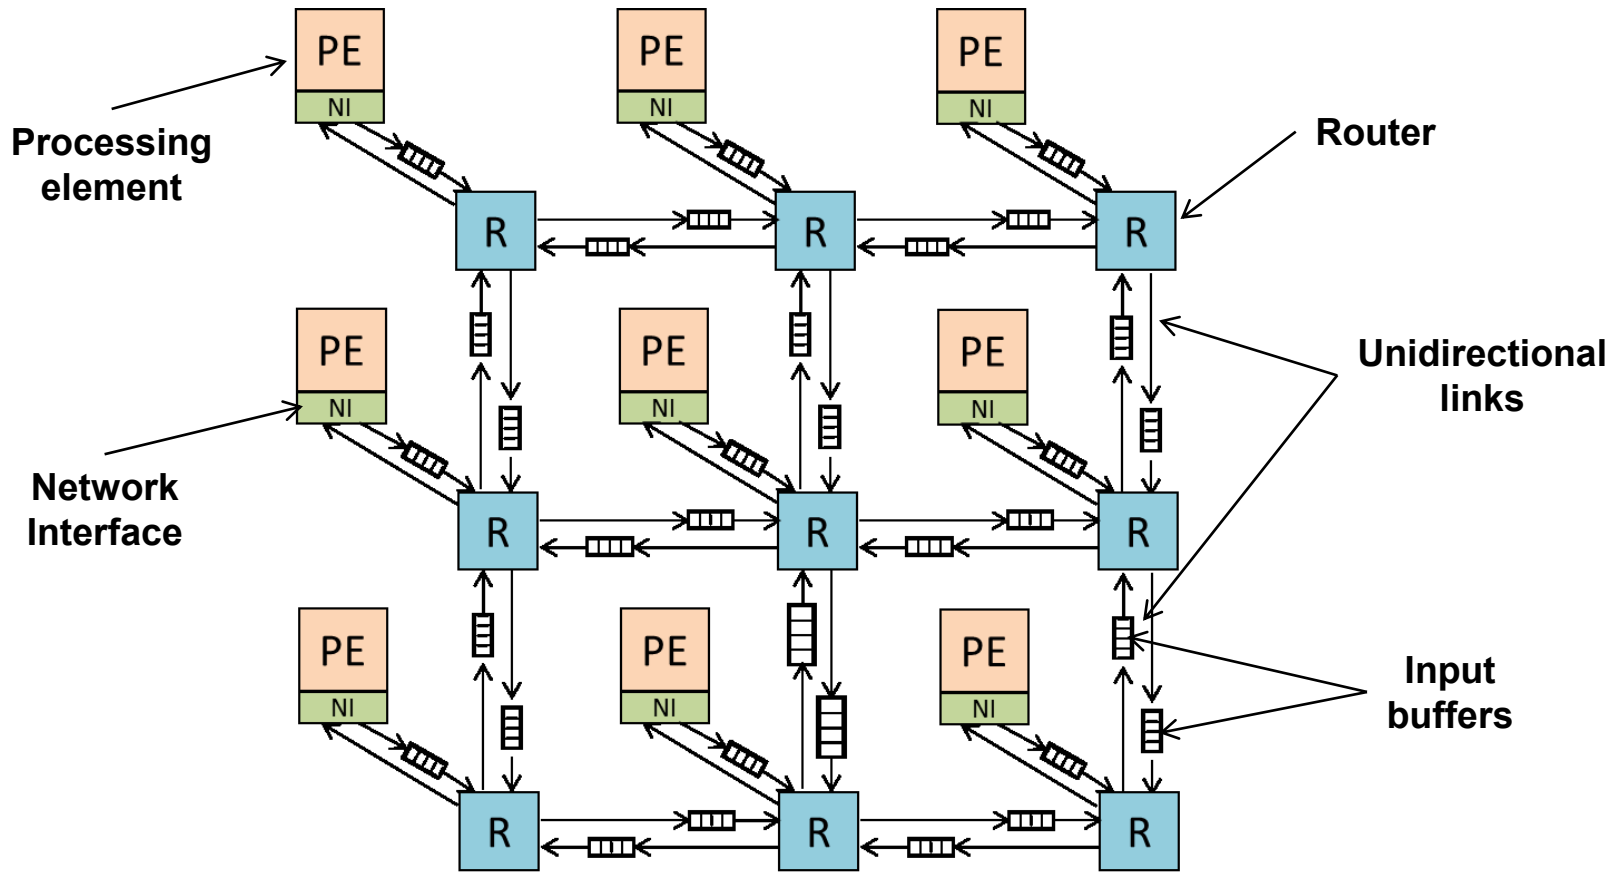 PE
PE
PE
NI
NI
NI
Processing
element
Router
R
R
R
PE
PE
PE
NI
NI
NI
Unidirectional
links
Network
Interface
R
R
R
PE
PE
PE
NI
NI
NI
Input
buffers
R
R
R